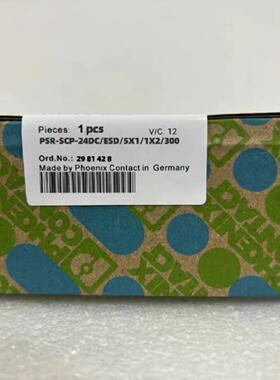 Pieces: 1 pcs V/C: 12
PSR-SCP-24DC/ESD/5X1/1X2/300
Ord.No.: 29 81 42 8
Made by Phoenix Contact in Germany